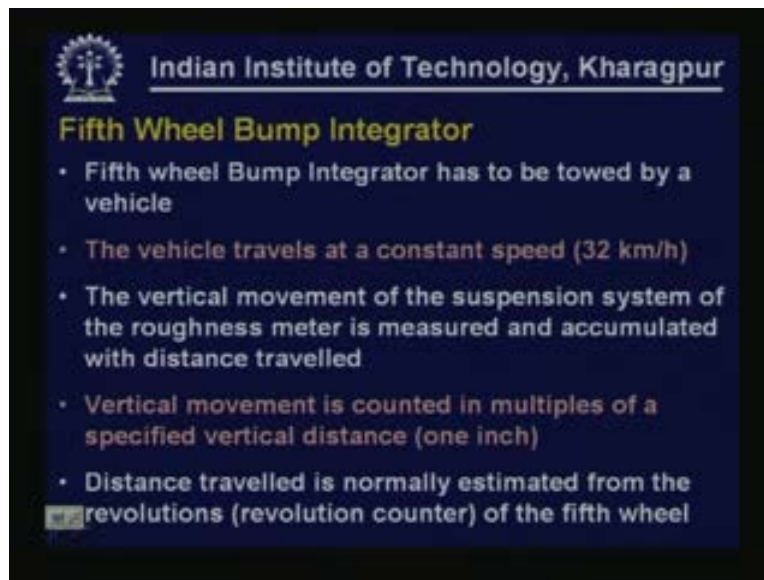 Indian Institute of Technology, Kharagpur
Fifth Wheel Bump Integrator
• Fifth wheel Bump Integrator has to be towed by a
vehicle
• The vehicle travels at a constant speed (32 km/h)
• The vertical movement of the suspension system of
the roughness meter is measured and accumulated
with distance travelled
• Vertical movement is counted in multiples of a
specified vertical distance (one inch)
• Distance travelled is normally estimated from the
revolutions (revolution counter) of the fifth wheel